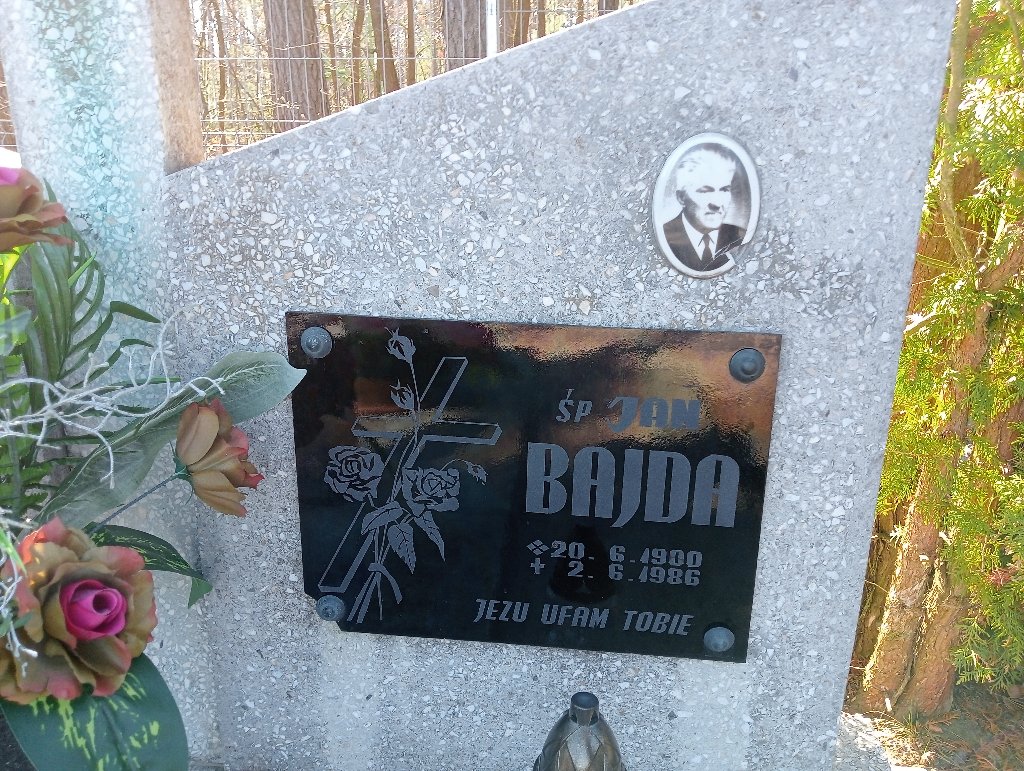 ŚP JAN
BAJDA
20. 6.1900
2. 6.1986
JEZU UFAM TOBIE